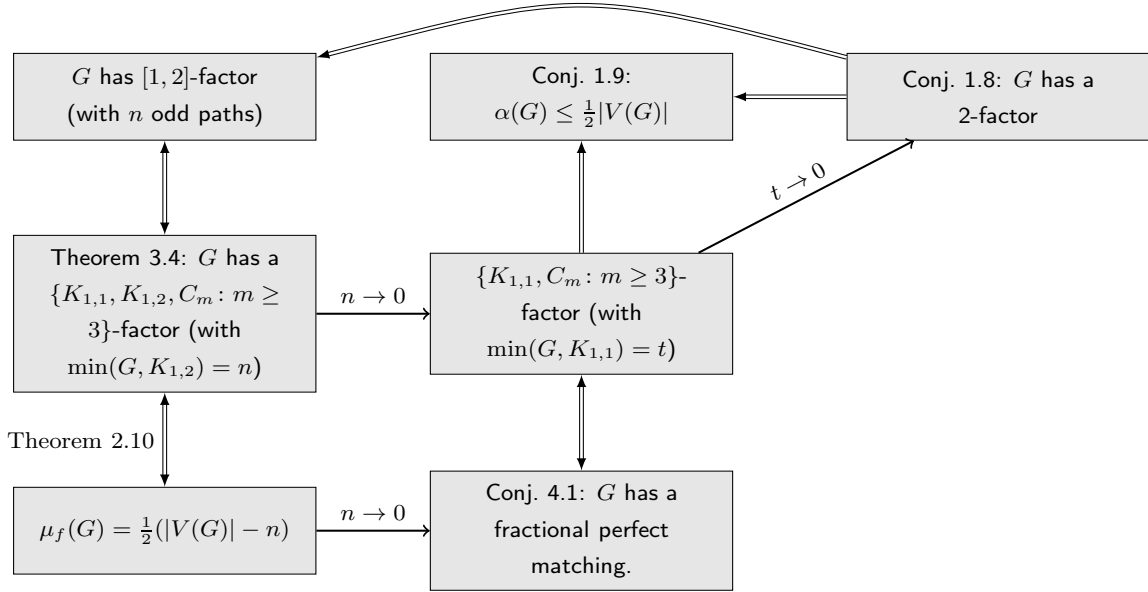 G has [1, 2]-factor
(with n odd paths)
Conj. 1.9:
α(G) ≤ ½|V(G)|
Conj. 1.8: G has a
2-factor
t → 0
Theorem 3.4: G has a
{K₁,₁, K₁,₂, Cₘ : m ≥
3}-factor (with
min(G, K₁,₂) = n)
n → 0
{K₁,₁, Cₘ : m ≥ 3}-
factor (with
min(G, K₁,₁) = t)
Theorem 2.10
μ_f(G) = ½(|V(G)| − n)
n → 0
Conj. 4.1: G has a
fractional perfect
matching.